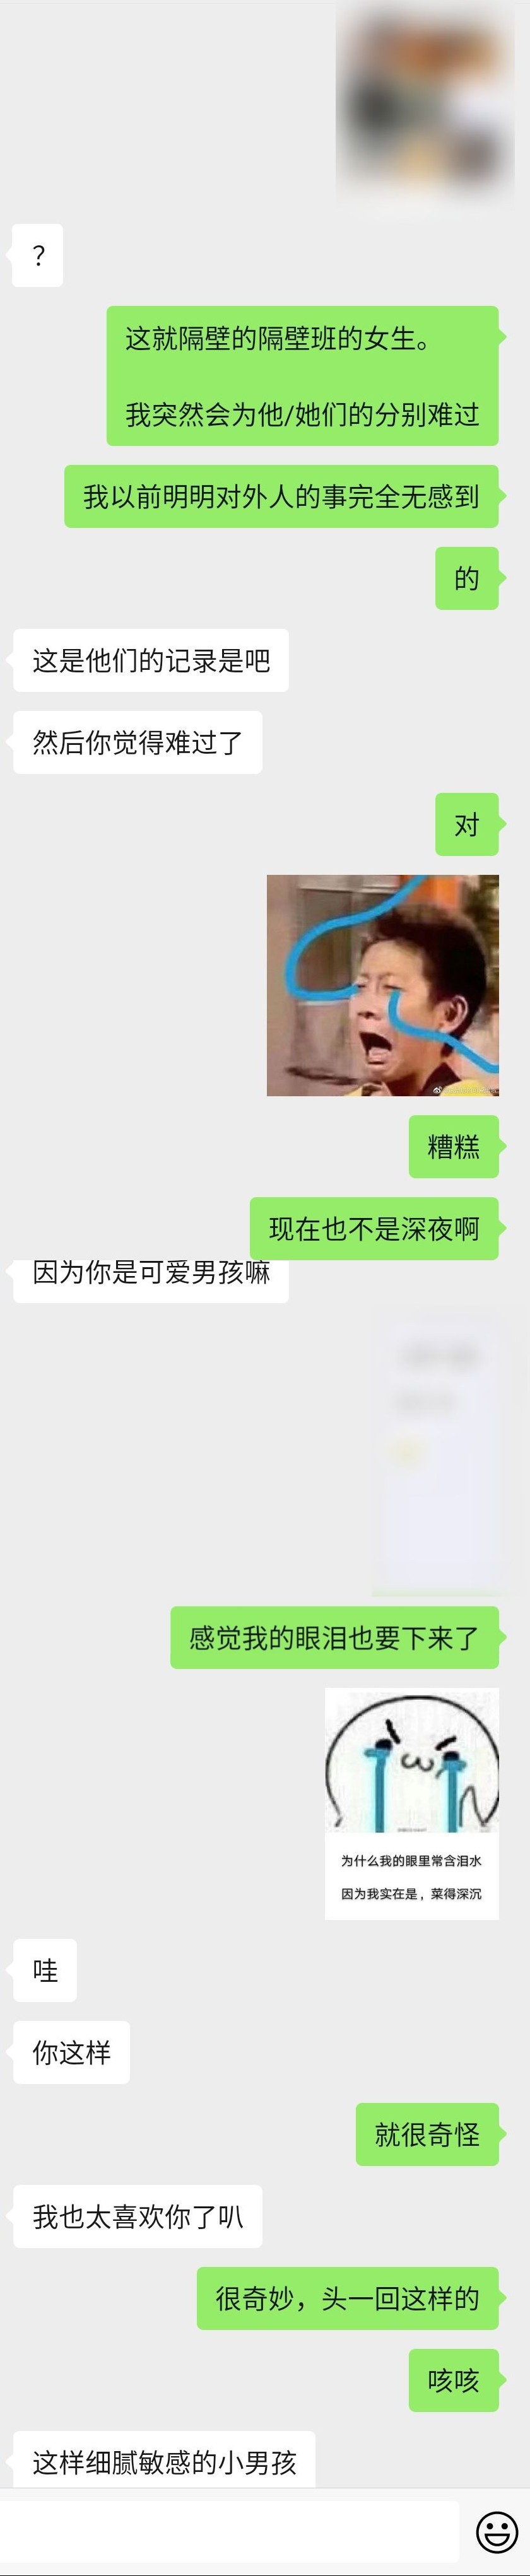 ?
这就隔壁的隔壁班的女生。
我突然会为他/她们的分别难过
我以前明明对外人的事完全无感到
的
这是他们的记录是吧
然后你觉得难过了
对
糟糕
现在也不是深夜啊
因为你是可爱男孩嘛
感觉我的眼泪也要下来了
为什么我的眼里常含泪水
因为我实在是，菜得深沉
哇
你这样
就很奇怪
我也太喜欢你了叭
很奇妙，头一回这样的
咳咳
这样细腻敏感的小男孩